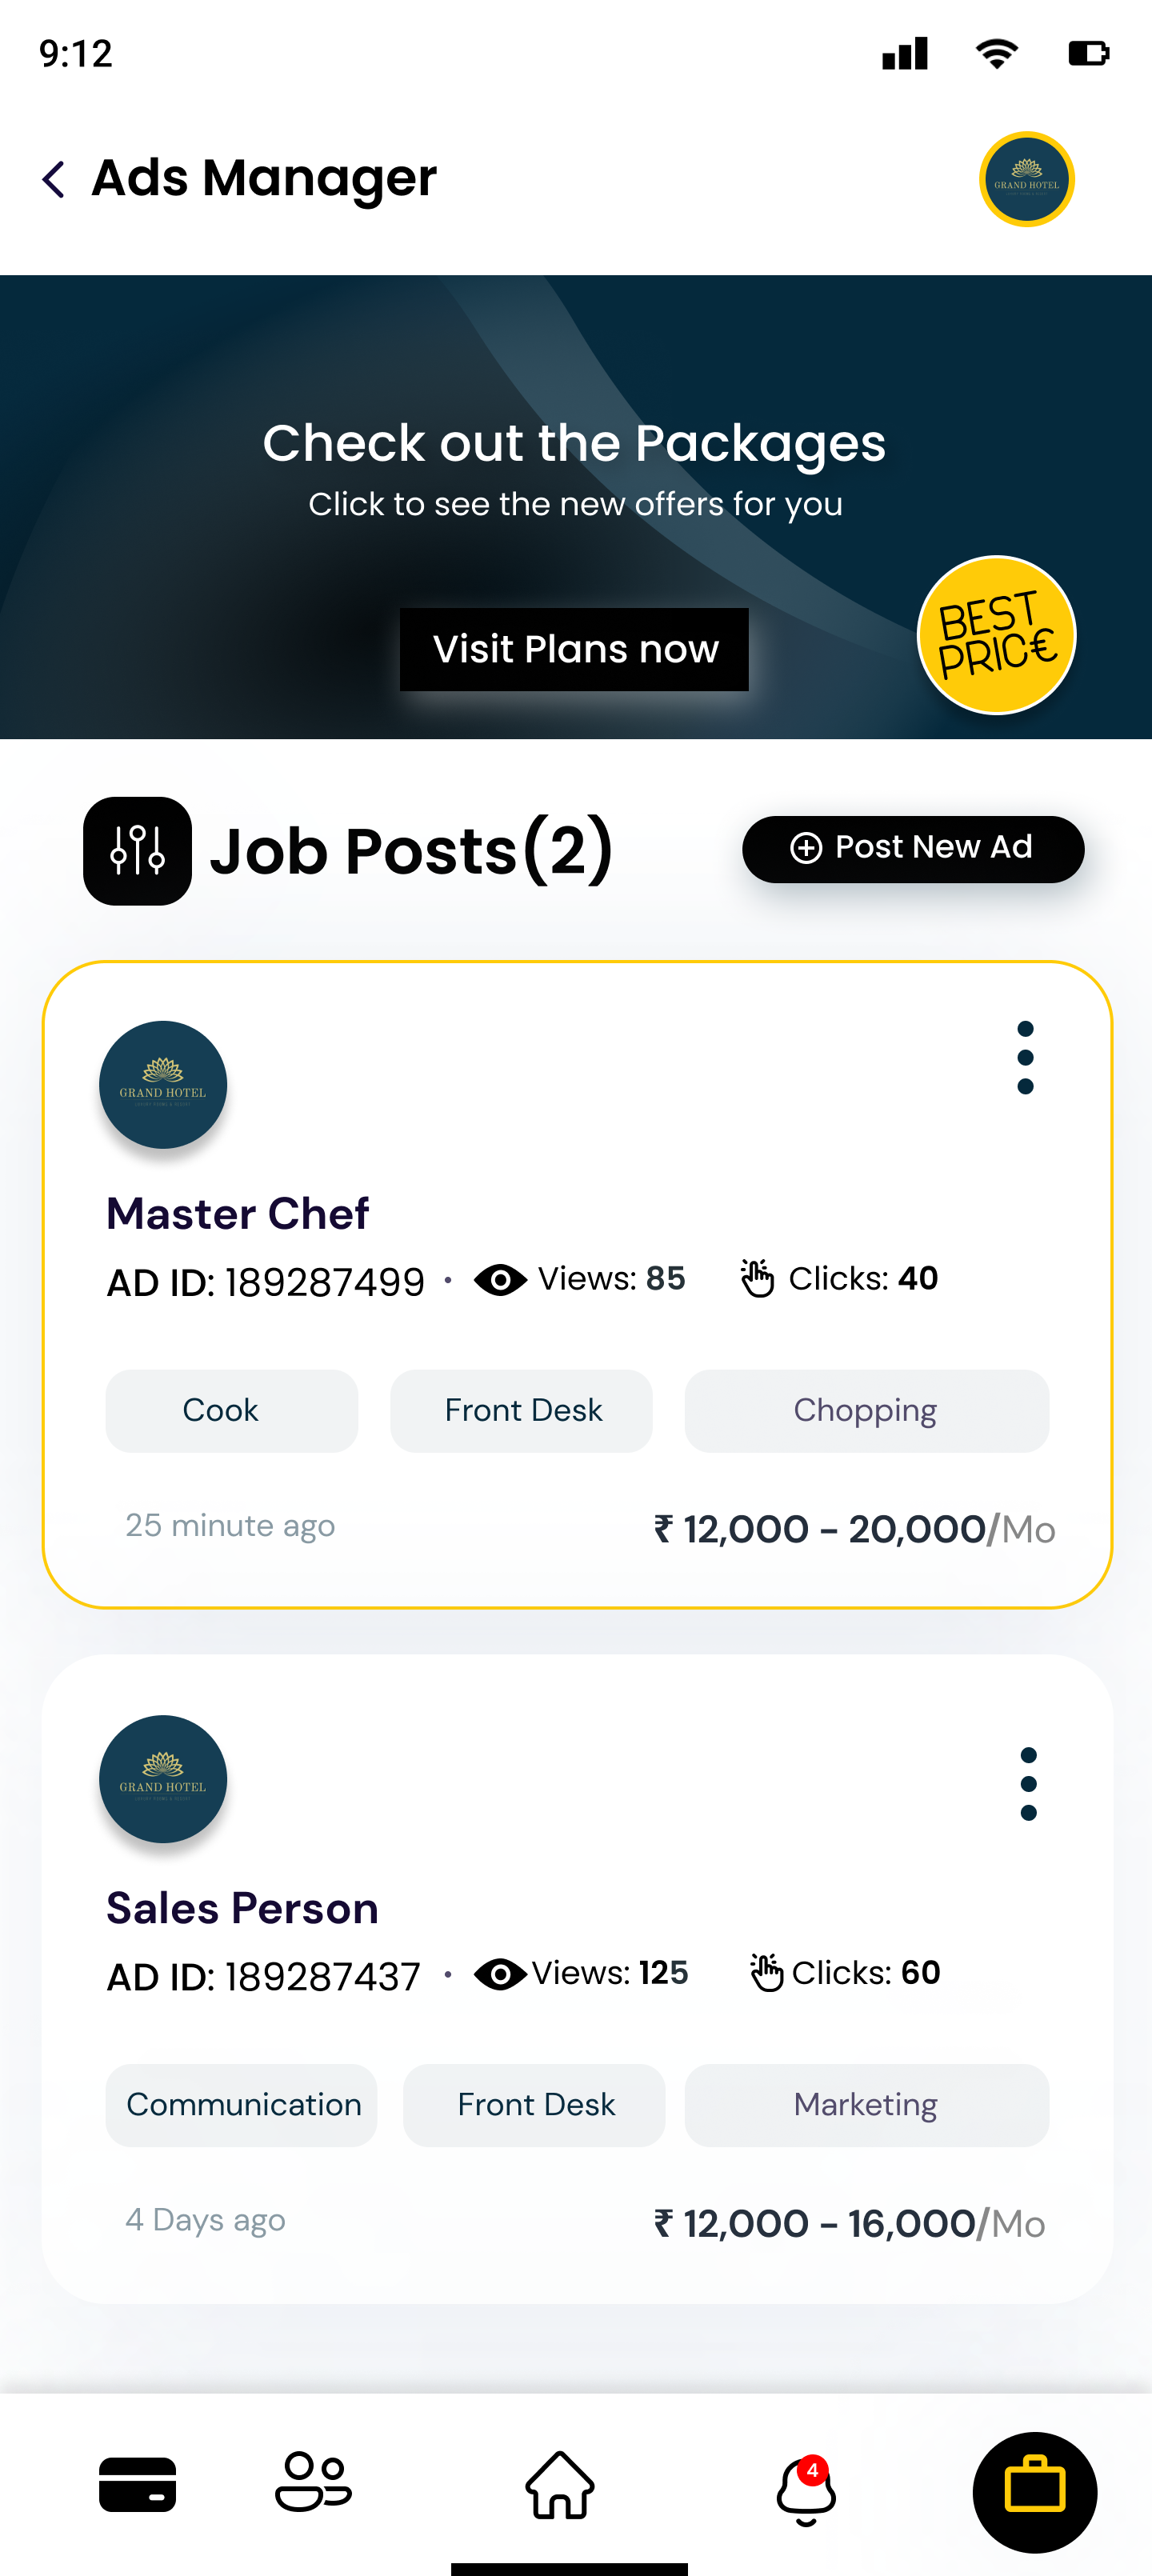 9:12
Ads Manager
GRAND HOTEL
Check out the Packages
Click to see the new offers for you
Visit Plans now
BEST
PRIC€
Job Posts(2)
Post New Ad
GRAND HOTEL
Master Chef
AD ID: 189287499 • Views: 85 Clicks: 40
Cook Front Desk Chopping
25 minute ago ₹ 12,000 - 20,000/Mo
GRAND HOTEL
Sales Person
AD ID: 189287437 • Views: 125 Clicks: 60
Communication Front Desk Marketing
4 Days ago ₹ 12,000 - 16,000/Mo
4